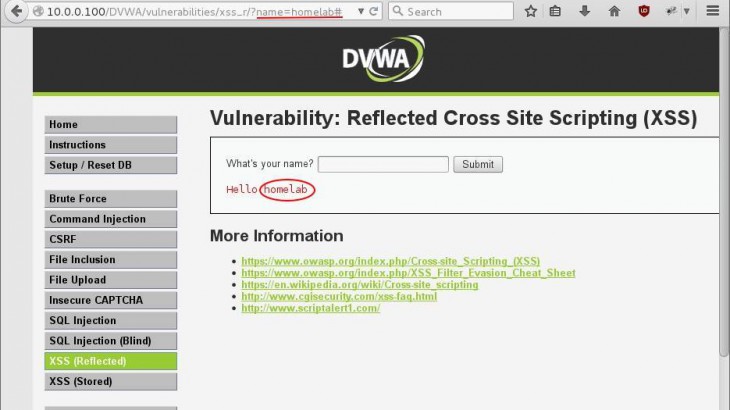 10.0.0.100/DVWA/vulnerabilities/xss_r/?name=homelab#
Search
DVWA
Home
Instructions
Setup / Reset DB
Brute Force
Command Injection
CSRF
File Inclusion
File Upload
Insecure CAPTCHA
SQL Injection
SQL Injection (Blind)
XSS (Reflected)
XSS (Stored)
Vulnerability: Reflected Cross Site Scripting (XSS)
What's your name?
Submit
Hello homelab
More Information
https://www.owasp.org/index.php/Cross-site_Scripting_(XSS)
https://www.owasp.org/index.php/XSS_Filter_Evasion_Cheat_Sheet
https://en.wikipedia.org/wiki/Cross-site_scripting
http://www.cgisecurity.com/xss-faq.html
http://www.scriptalert1.com/